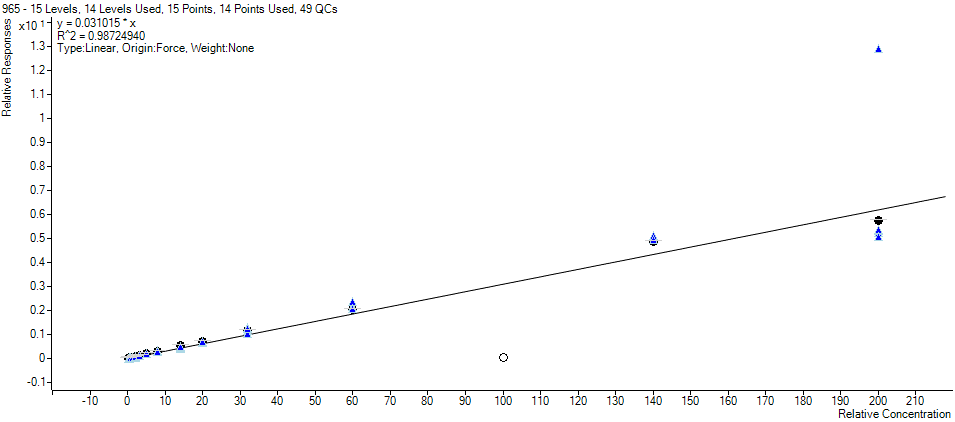 965 - 15 Levels, 14 Levels Used, 15 Points, 14 Points Used, 49 QCs
Relative Responses
x10 1
y = 0.031015 * x
R^2 = 0.98724940
Type:Linear, Origin:Force, Weight:None
1.3
1.2
1.1
1
0.9
0.8
0.7
0.6
0.5
0.4
0.3
0.2
0.1
0
-0.1
-10 0 10 20 30 40 50 60 70 80 90 100 110 120 130 140 150 160 170 180 190 200 210
Relative Concentration